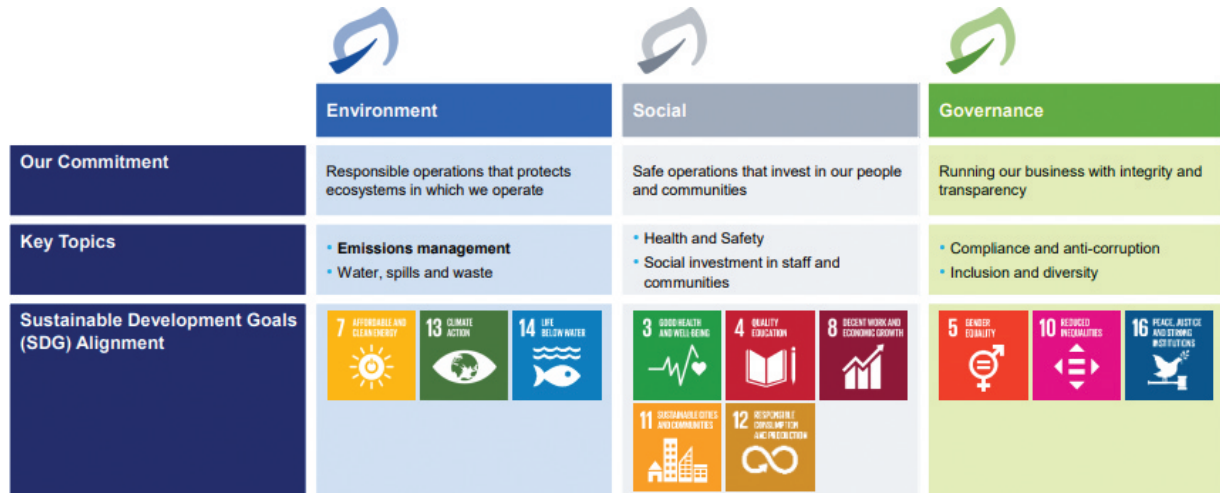 Environment
Social
Governance
Our Commitment
Responsible operations that protects
ecosystems in which we operate
Safe operations that invest in our people
and communities
Running our business with integrity and
transparency
Key Topics
Emissions management
Water, spills and waste
Health and Safety
Social investment in staff and
communities
Compliance and anti-corruption
Inclusion and diversity
Sustainable Development Goals
(SDG) Alignment
7 AFFORDABLE AND
CLEAN ENERGY
13 CLIMATE
ACTION
14 LIFE
BELOW WATER
3 GOOD HEALTH
AND WELL-BEING
4 QUALITY
EDUCATION
8 DECENT WORK AND
ECONOMIC GROWTH
11 SUSTAINABLE CITIES
AND COMMUNITIES
12 RESPONSIBLE
CONSUMPTION
AND PRODUCTION
5 GENDER
EQUALITY
10 REDUCED
INEQUALITIES
16 PEACE, JUSTICE
AND STRONG
INSTITUTIONS